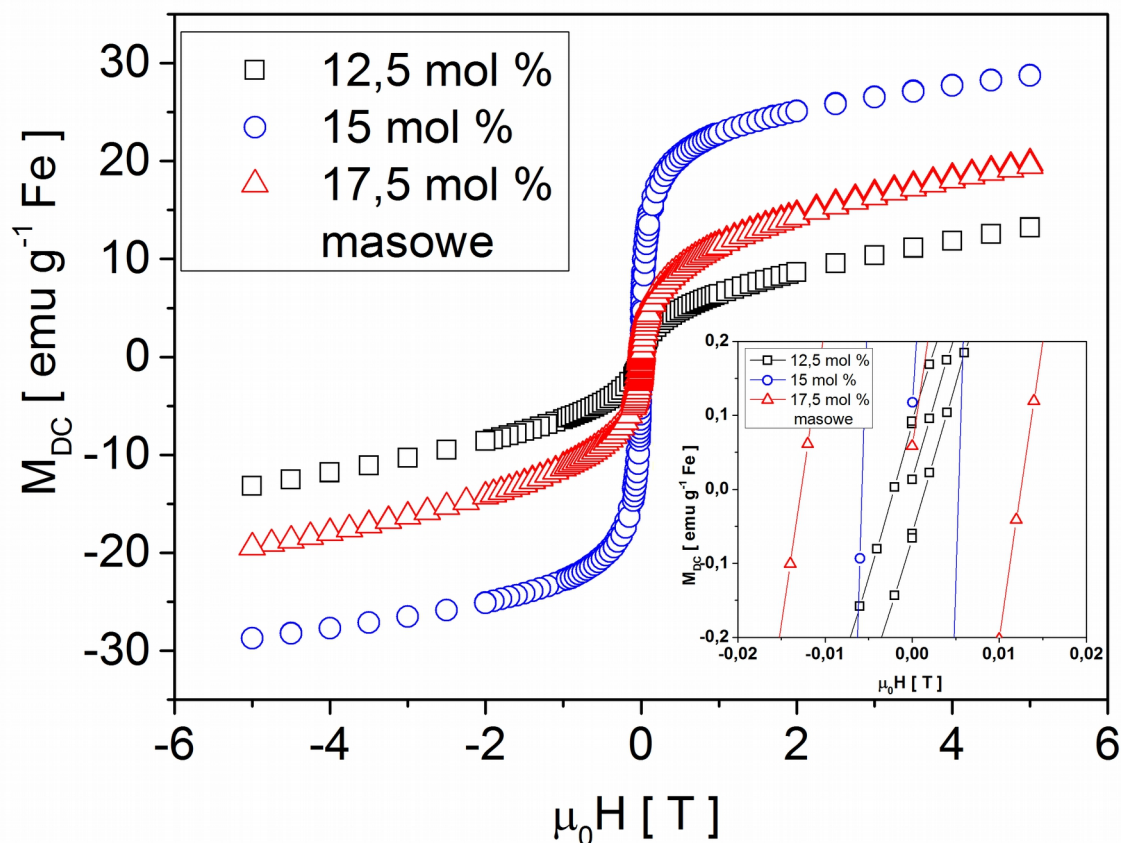 12,5 mol %
15 mol %
17,5 mol %
masowe
M_DC [ emu g⁻¹ Fe]
30
20
10
0
-10
-20
-30
-6 -4 -2 0 2 4 6
μ₀H [ T ]
12,5 mol %
15 mol %
17,5 mol %
masowe
M_DC [ emu g⁻¹ Fe]
0,2
0,1
0,0
-0,1
-0,2
-0,02 -0,01 0,00 0,01 0,02
μ₀H [ T ]